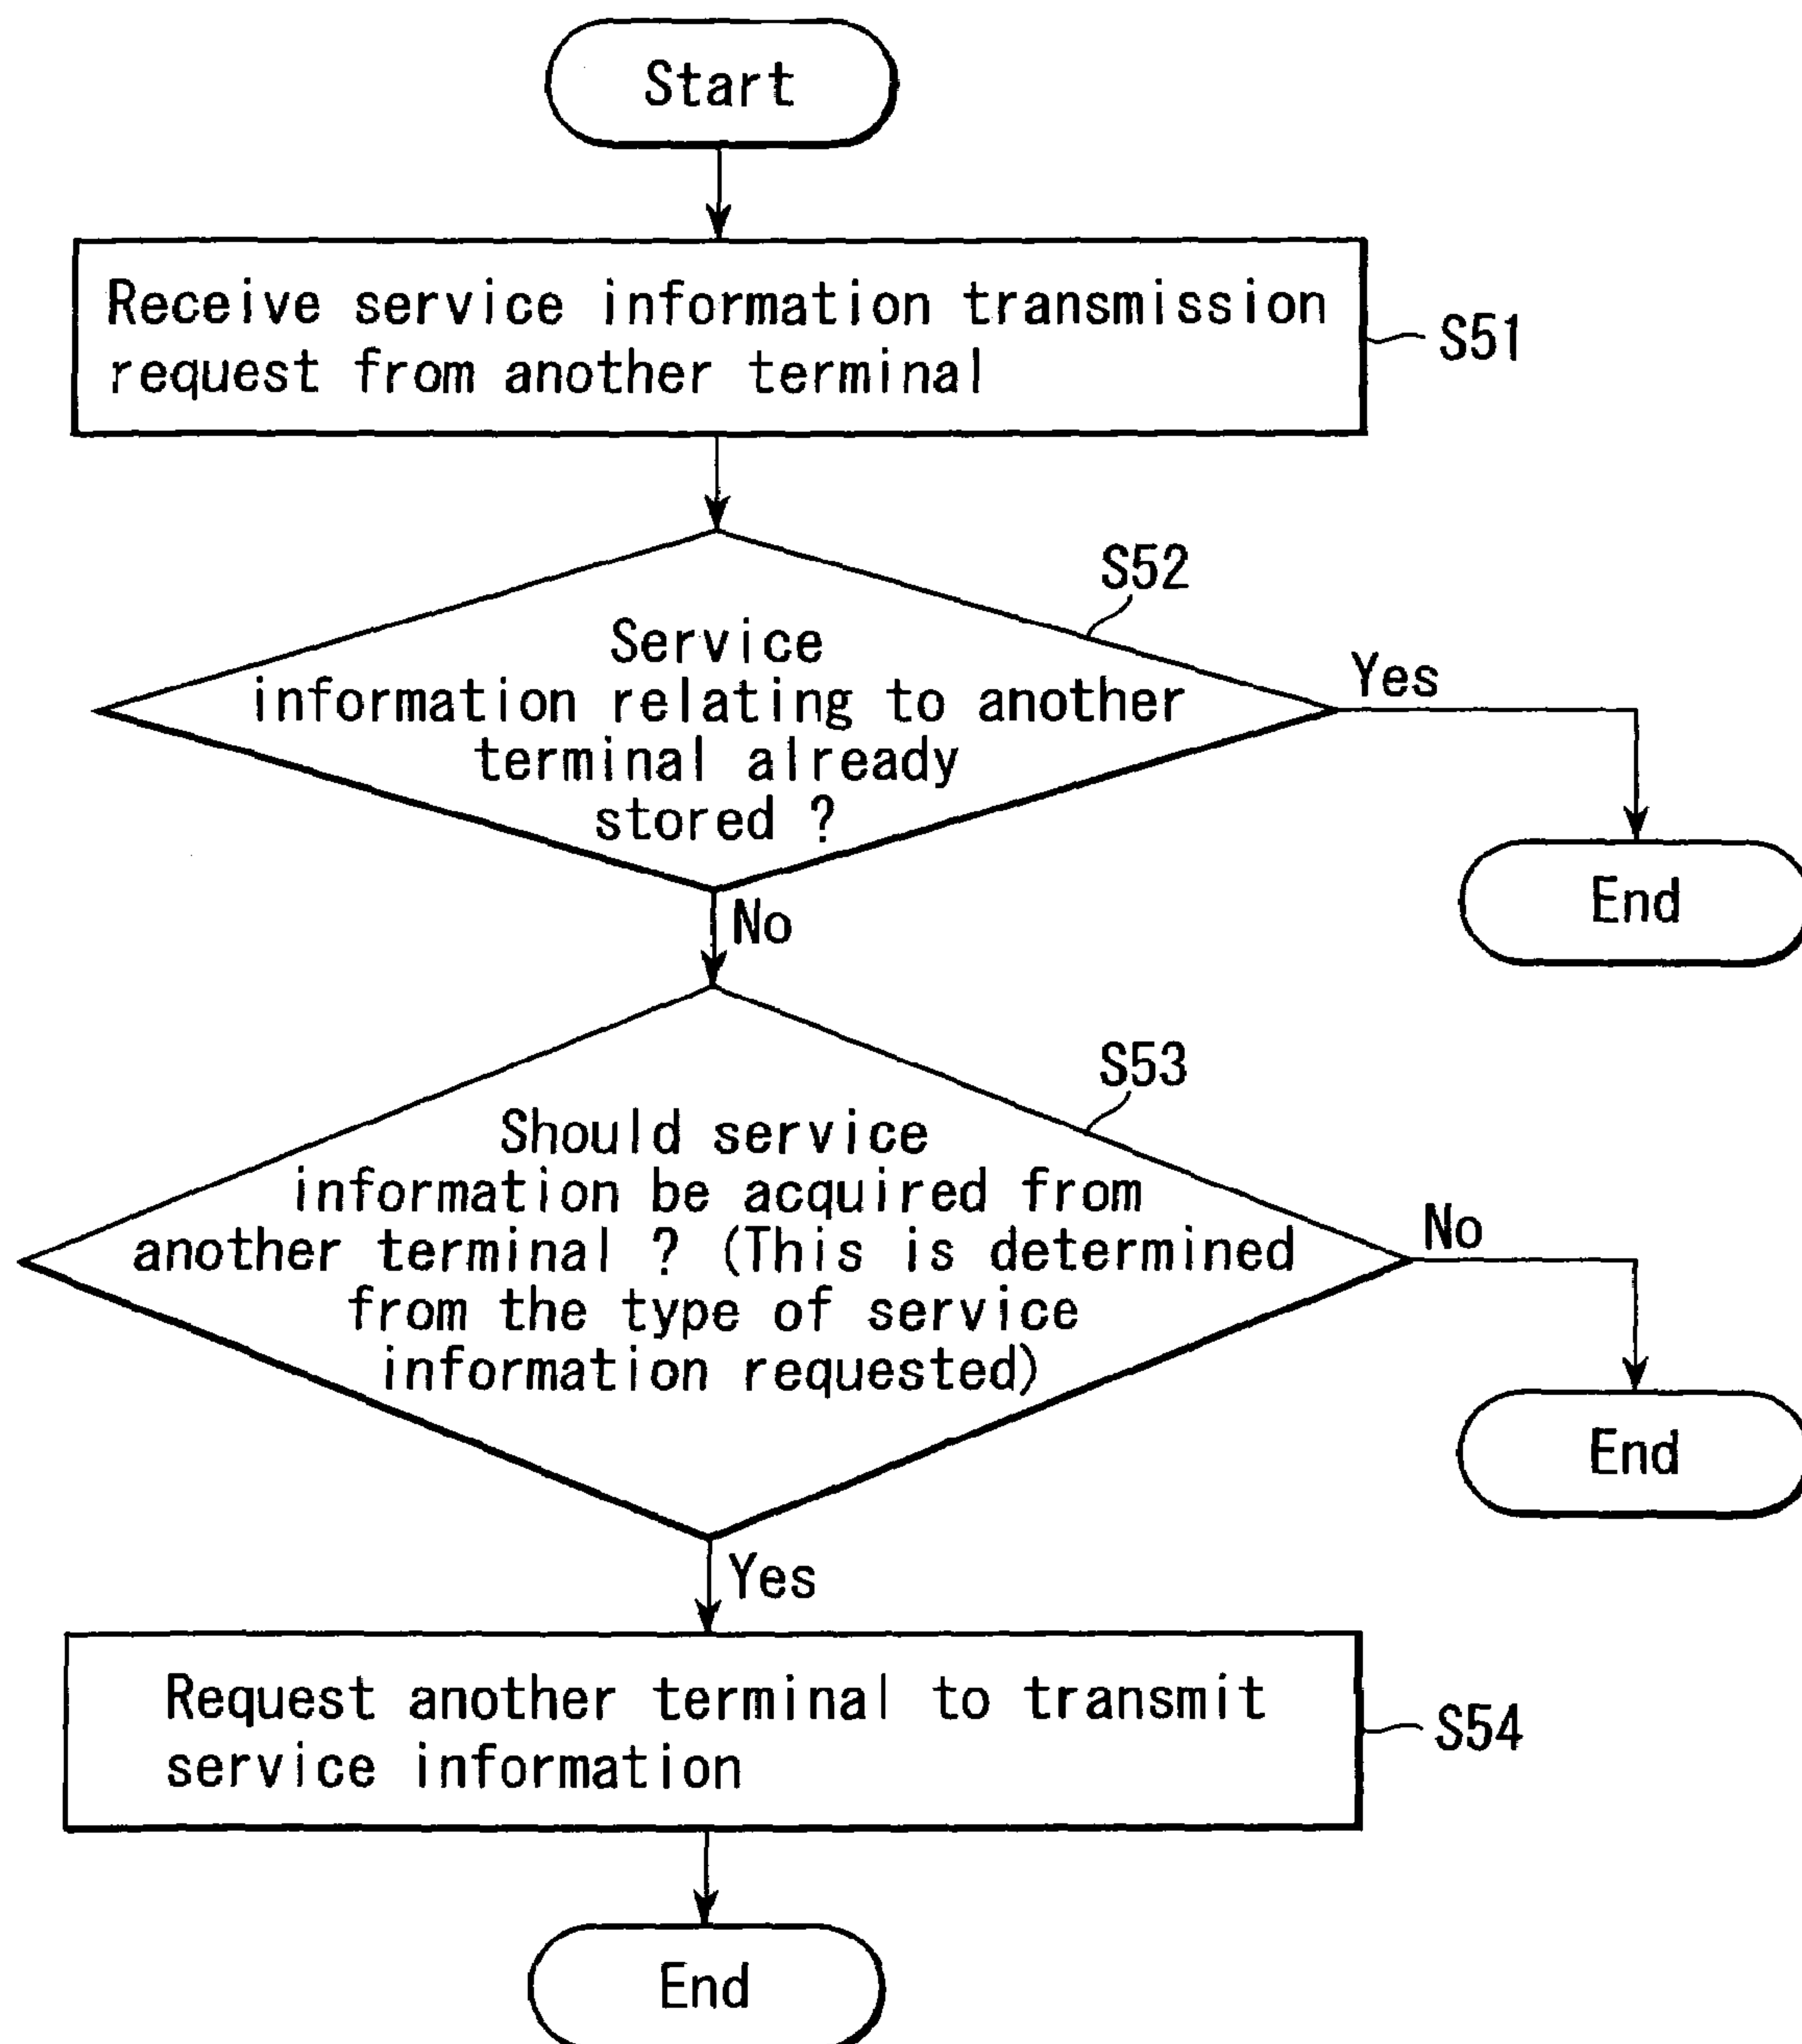 Start
Receive service information transmission
request from another terminal
S51
S52
Service
information relating to another
terminal already
stored ?
Yes
End
No
S53
Should service
information be acquired from
another terminal ? (This is determined
from the type of service
information requested)
No
End
Yes
Request another terminal to transmit
service information
S54
End